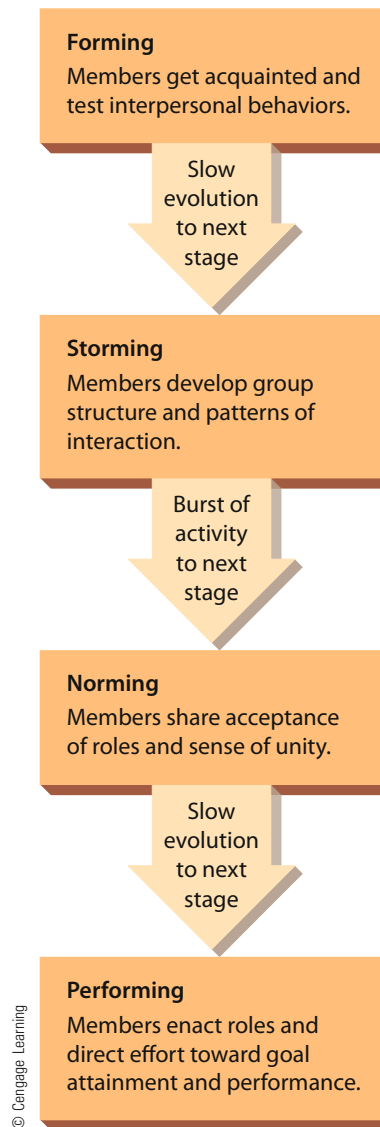 Forming
Members get acquainted and
test interpersonal behaviors.
Slow
evolution
to next
stage
Storming
Members develop group
structure and patterns of
interaction.
Burst of
activity
to next
stage
Norming
Members share acceptance
of roles and sense of unity.
Slow
evolution
to next
stage
Performing
Members enact roles and
direct effort toward goal
attainment and performance.
© Cengage Learning